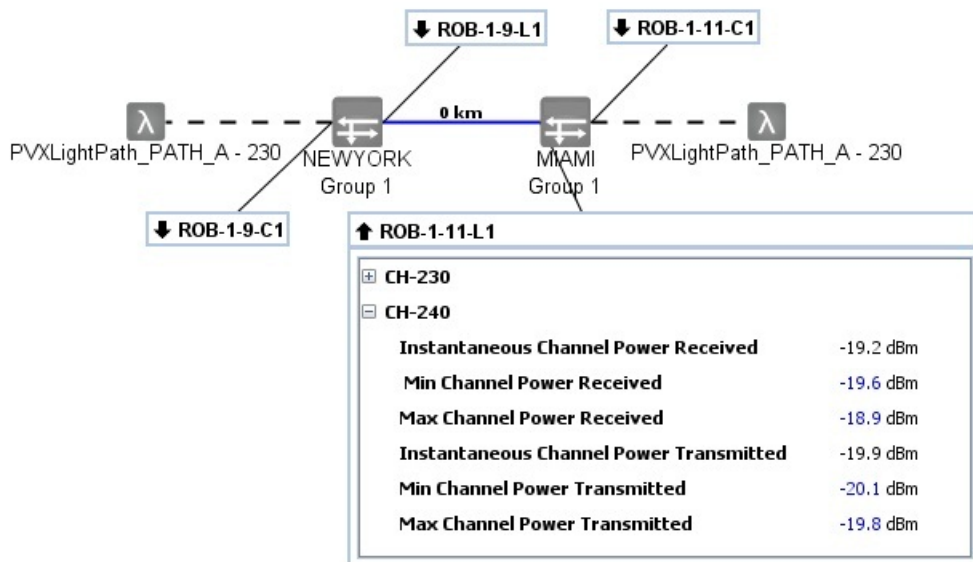 ROB-1-9-L1
ROB-1-11-C1
0 km
λ
λ
PVXLightPath_PATH_A - 230
NEWYORK
Group 1
MIAMI
Group 1
PVXLightPath_PATH_A - 230
ROB-1-9-C1
ROB-1-11-L1
CH-230
CH-240
Instantaneous Channel Power Received -19.2 dBm
Min Channel Power Received -19.6 dBm
Max Channel Power Received -18.9 dBm
Instantaneous Channel Power Transmitted -19.9 dBm
Min Channel Power Transmitted -20.1 dBm
Max Channel Power Transmitted -19.8 dBm